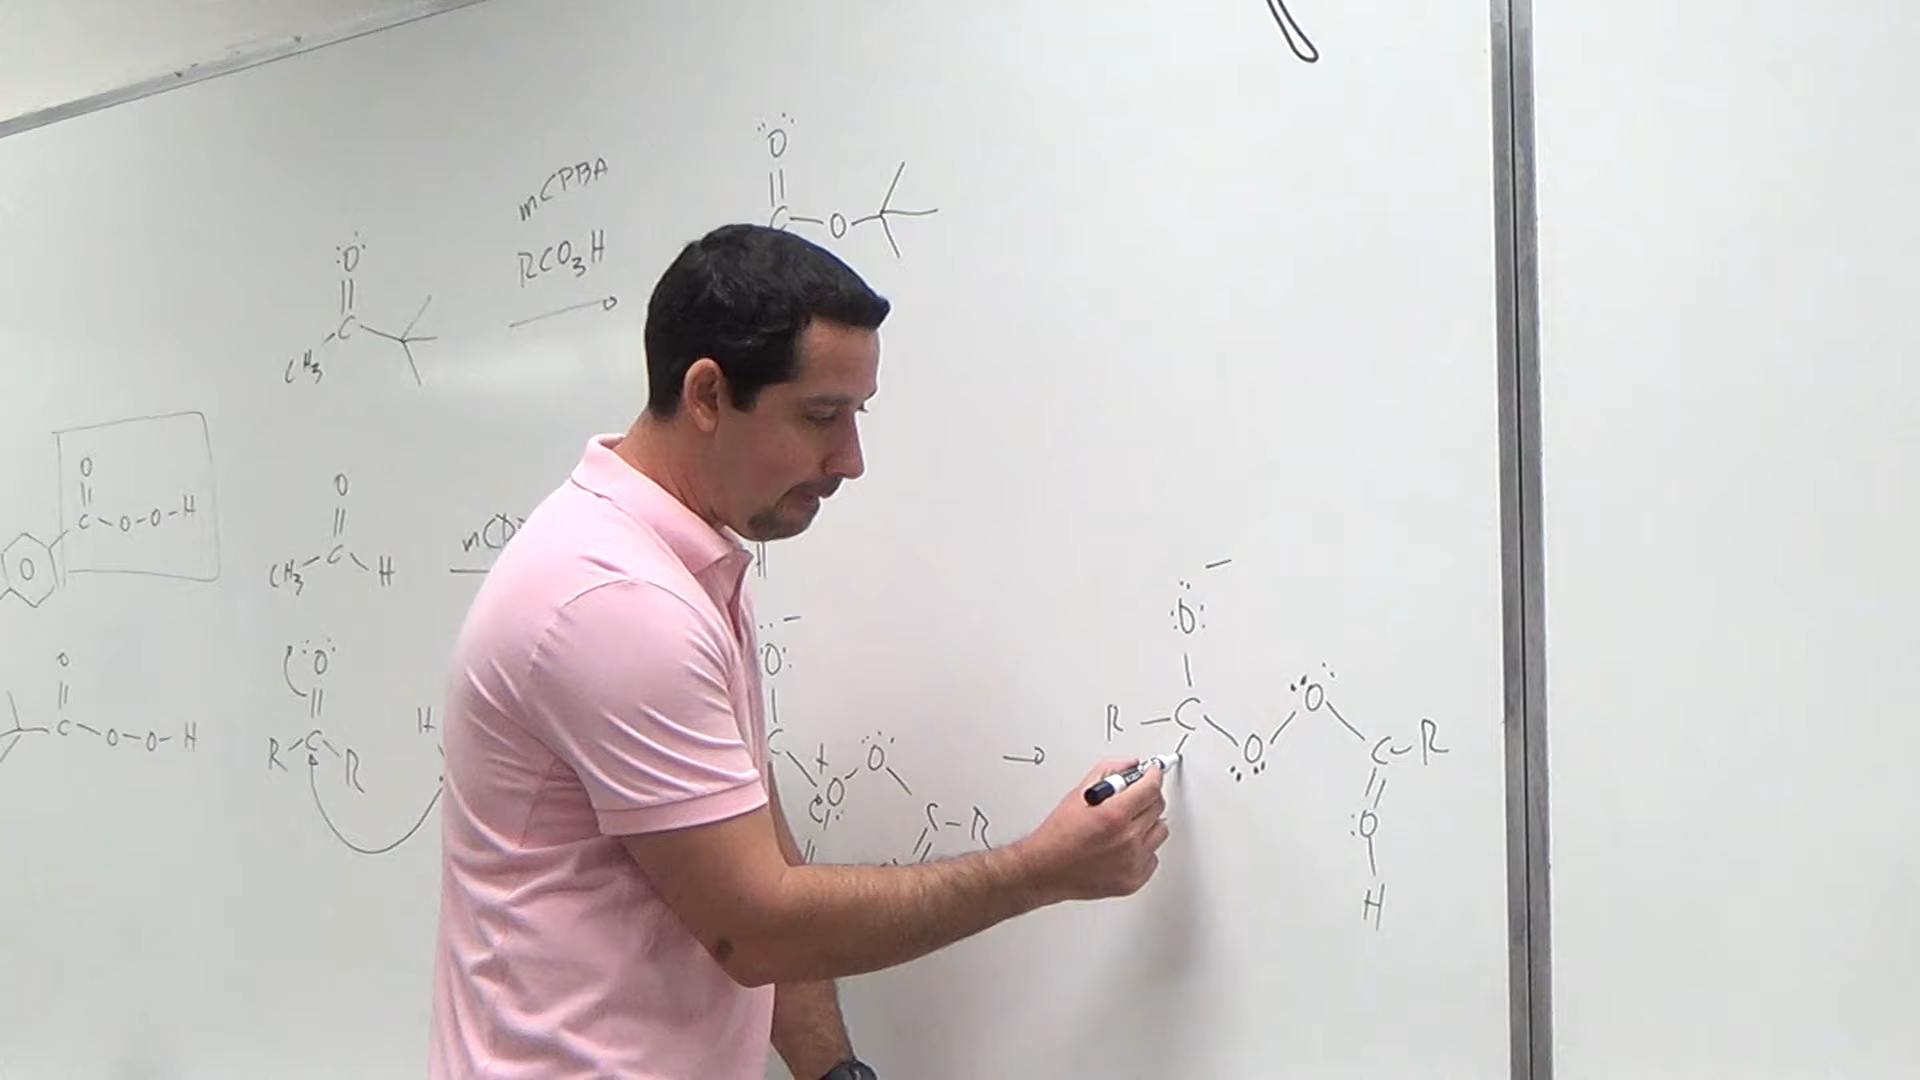 O
mCPBA
C-O
RCO3H
:O:
C
CH3
O
C-O-O-H
O
O
CH3-C-H
:O:-
:O:-
O
C-O-O-H
:O:
R-C-R
H
:O:
C
O-O
C-R
R-C-O-O
C-R
:O
H